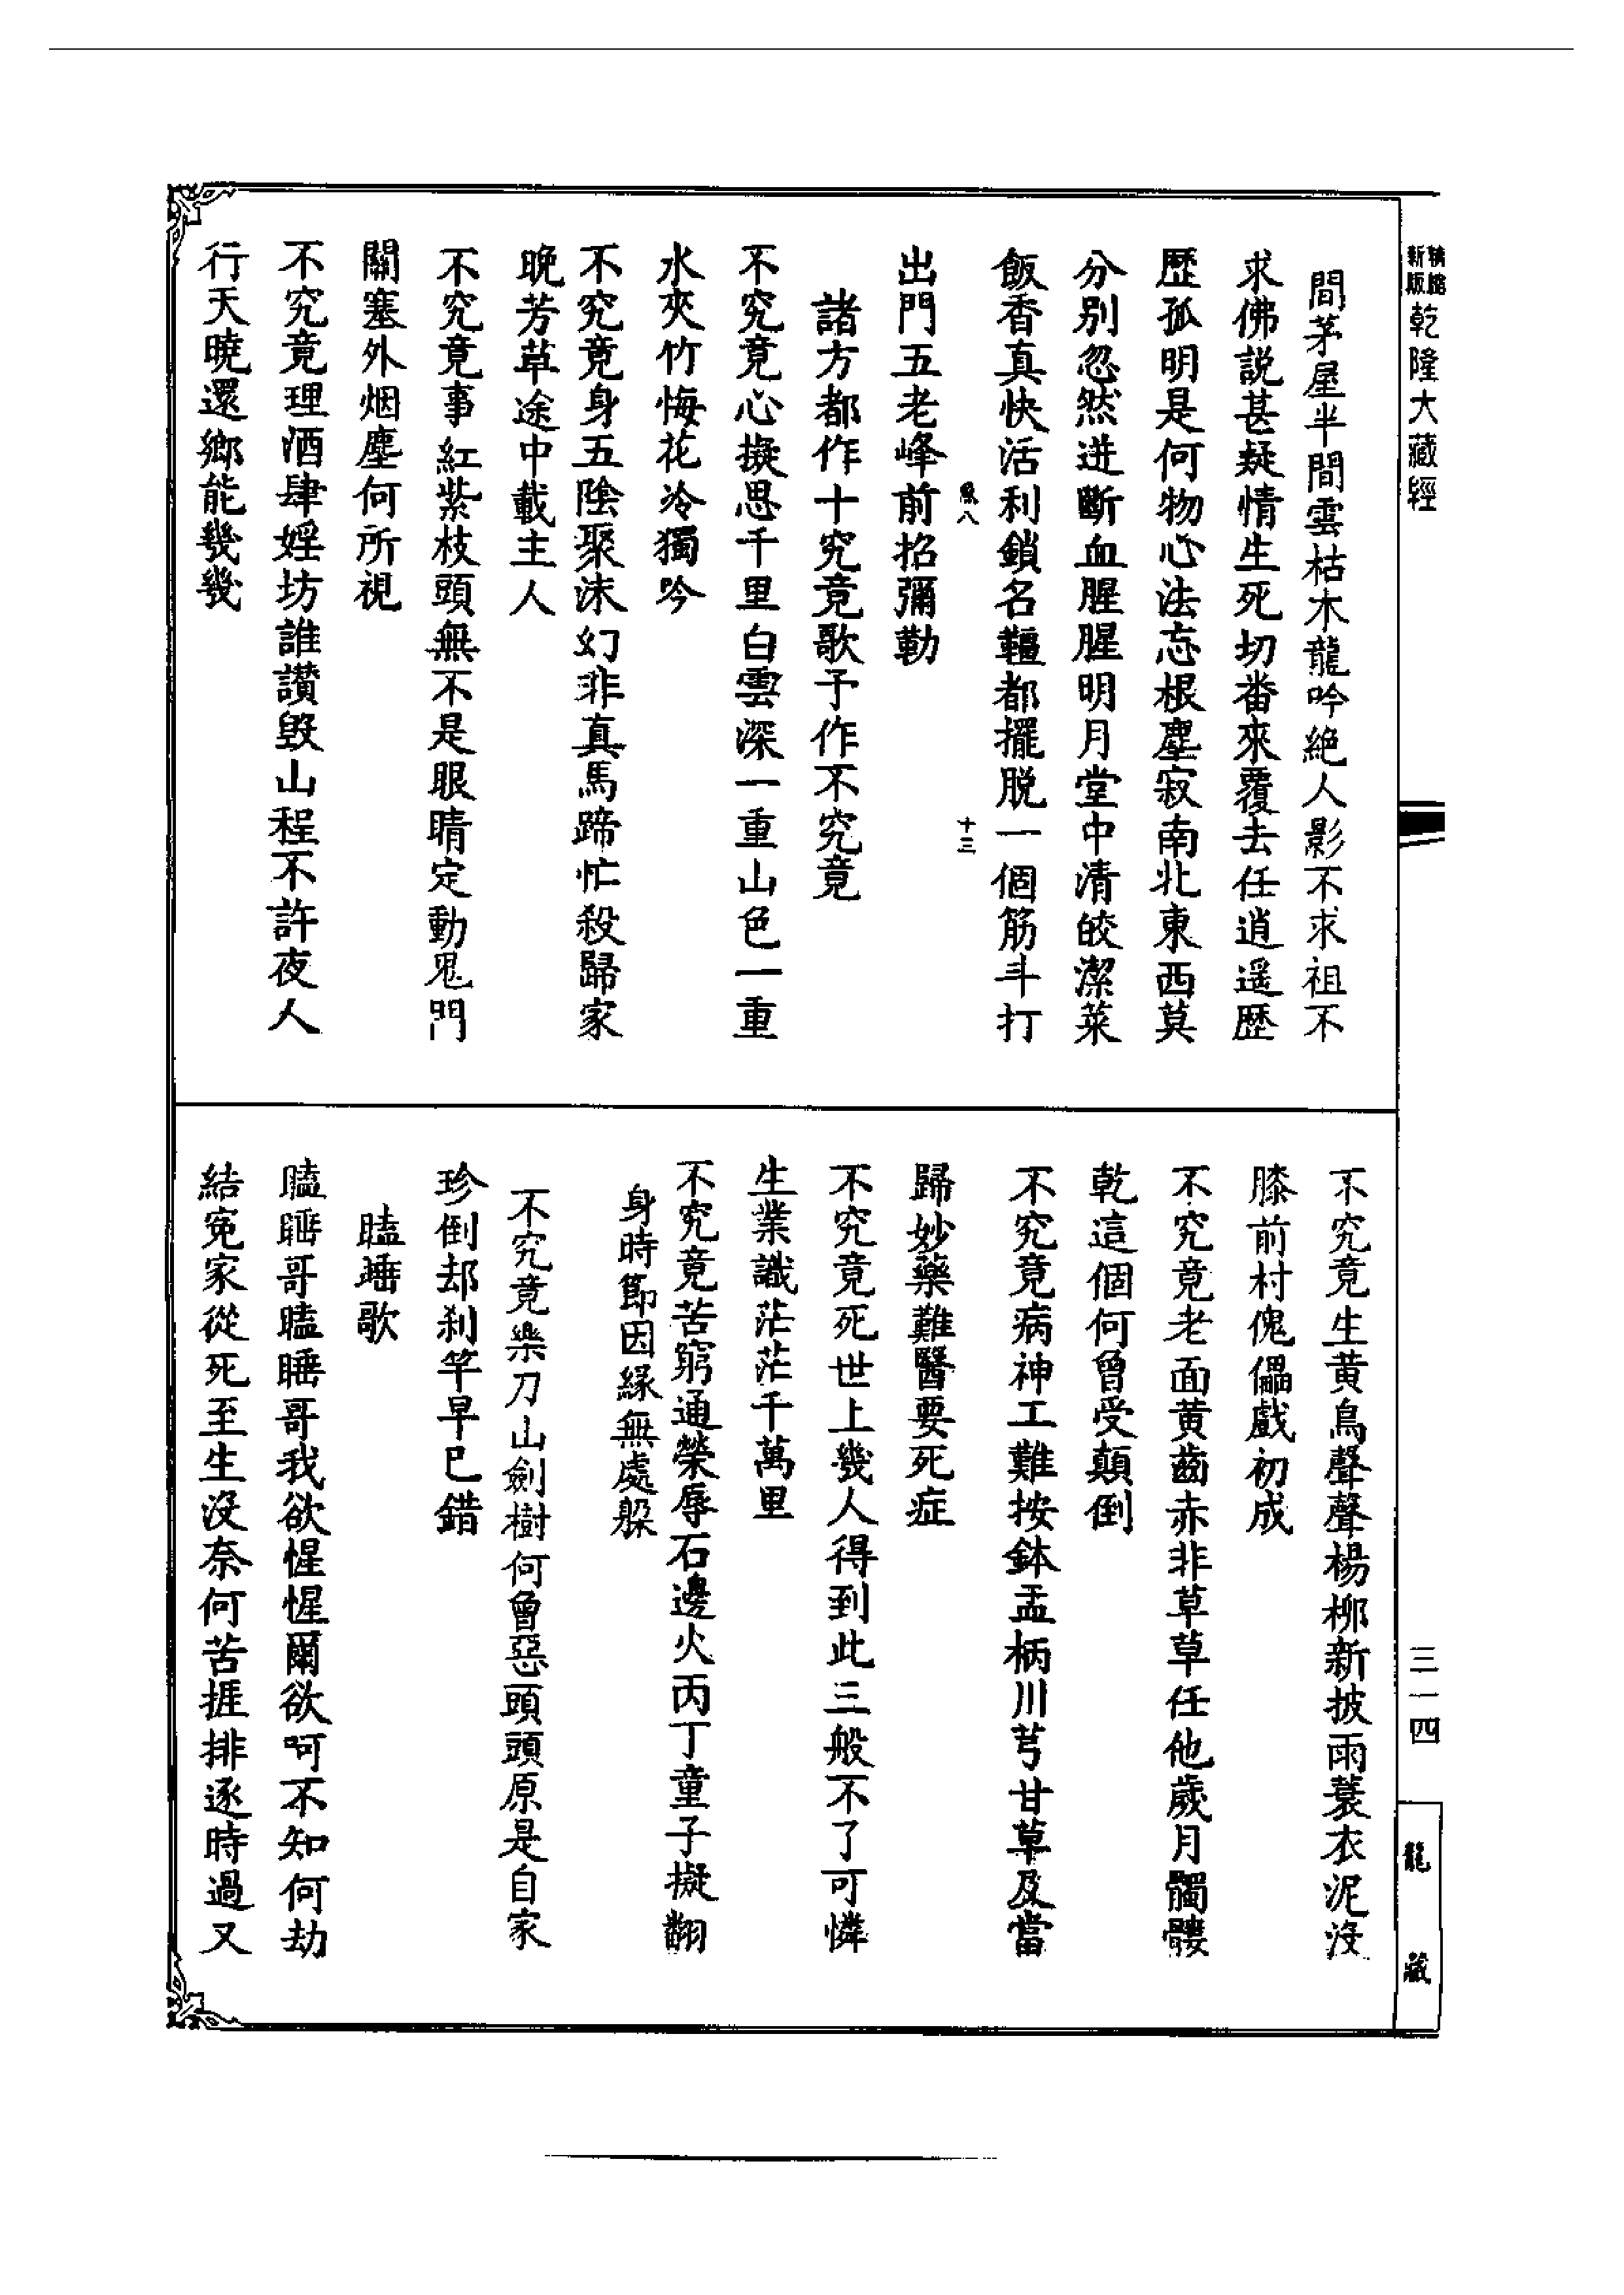 新版
乾隆大藏經
間茅屋半間雲枯木龍吟絶人影不求祖不
求佛説甚疑情生死切番來覆去任逍遥歷
歷孤明是何物心法忘根塵寂南北東西莫
分别忽然迸斷血腥腥明月堂中清皎潔菜
飯香真快活利鎖名韁都擺脱一個筋斗打
八 十三
出門五老峰前招彌勒
諸方都作十究竟歌予作不究竟
不究竟心擬思千里白雲深一重山色一重
水夾竹悔花冷獨吟
不究竟身五陰聚沫幻非真馬蹄忙殺歸家
晚芳草途中載主人
不究竟事紅紫枝頭無不是眼睛定動鬼門
關塞外烟塵何所視
不究竟理酒肆婬坊誰讃毁山程不許夜人
行天曉還鄉能幾幾
不究竟生黄鳥聲聲楊柳新披雨蓑衣泥沒
膝前村傀儡戲初成
不究竟老面黄齒赤非草草任他歲月髑髏
乾這個何曾受顛倒
不究竟病神工難按鉢盂柄川芎甘草及當
歸妙藥難醫要死症
不究竟死世上幾人得到此三般不了可憐
生業識茫茫千萬里
不究竟苦窮通榮辱石邊火丙丁童子擬翻
身時節因緣無處躲
不究竟樂刀山劍樹何曾惡頭頭原是自家
珍倒却刹竿早已錯
瞌睡歌
瞌睡哥瞌睡哥我欲惺惺爾欲呵不知何劫
結寃家從死至生沒奈何苦捱排逐時過又
三一四
龍藏